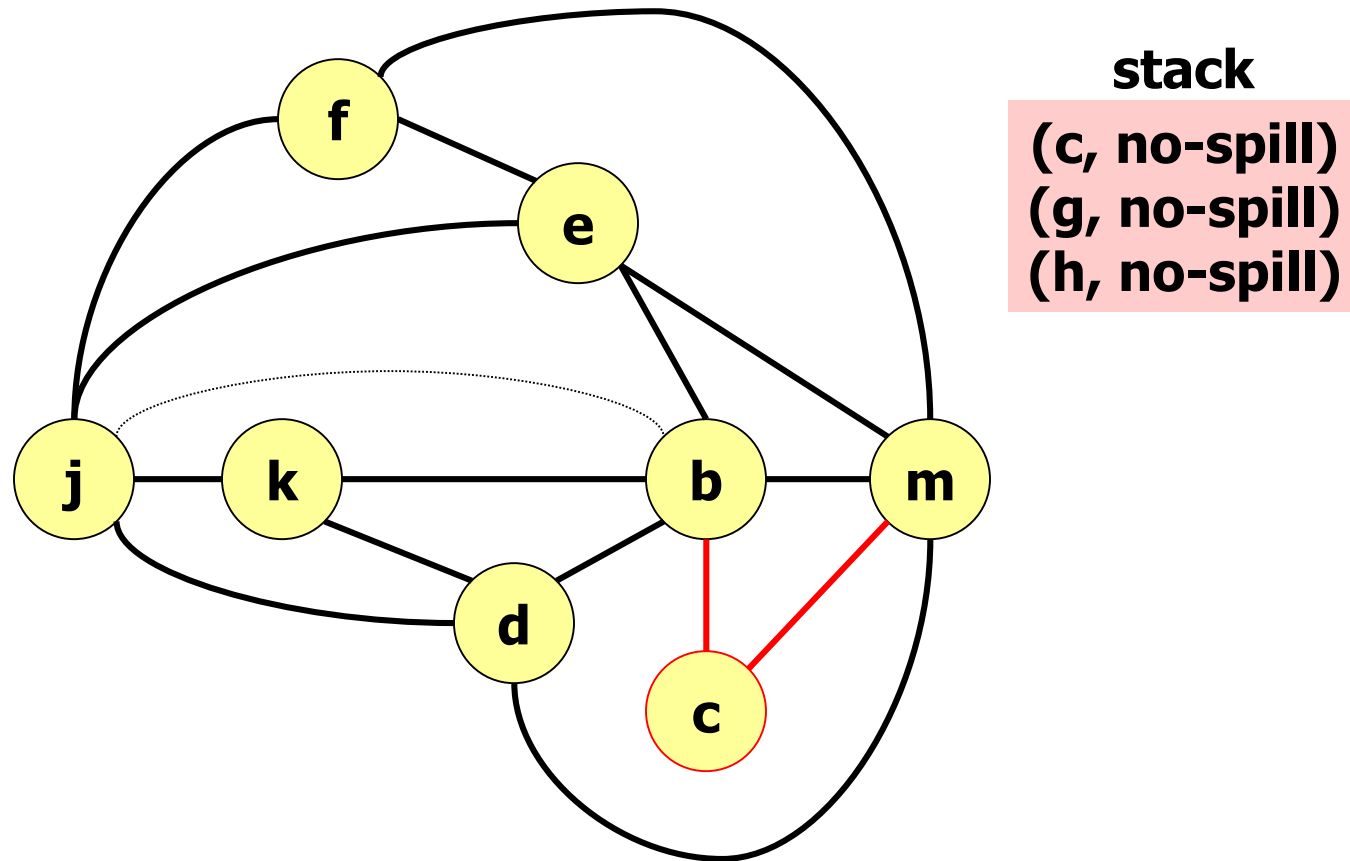 stack
(c, no-spill)
(g, no-spill)
(h, no-spill)
f
e
j
k
b
m
d
c